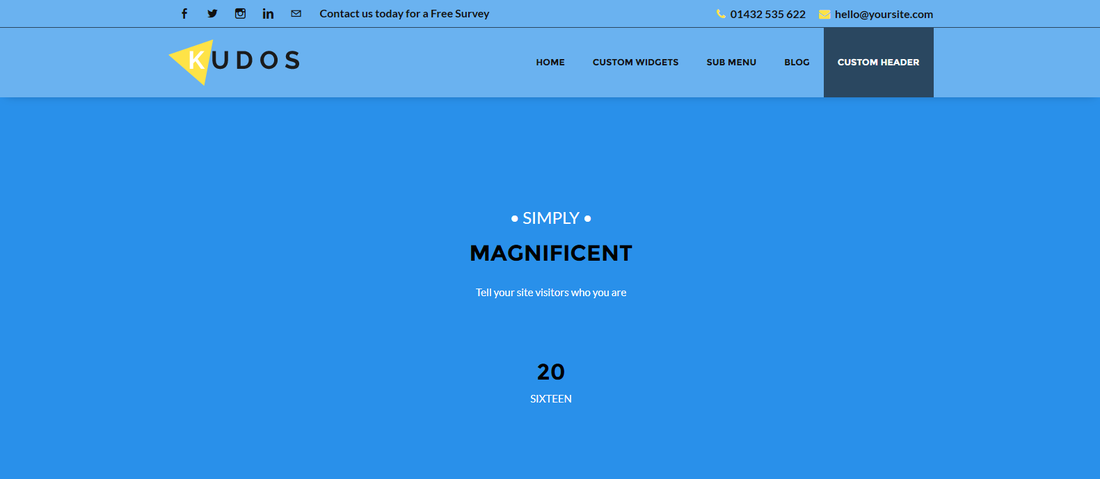 Contact us today for a Free Survey 01432 535 622 hello@yoursite.com
KUDOS HOME CUSTOM WIDGETS SUB MENU BLOG CUSTOM HEADER
• SIMPLY •
MAGNIFICENT
Tell your site visitors who you are
20
SIXTEEN